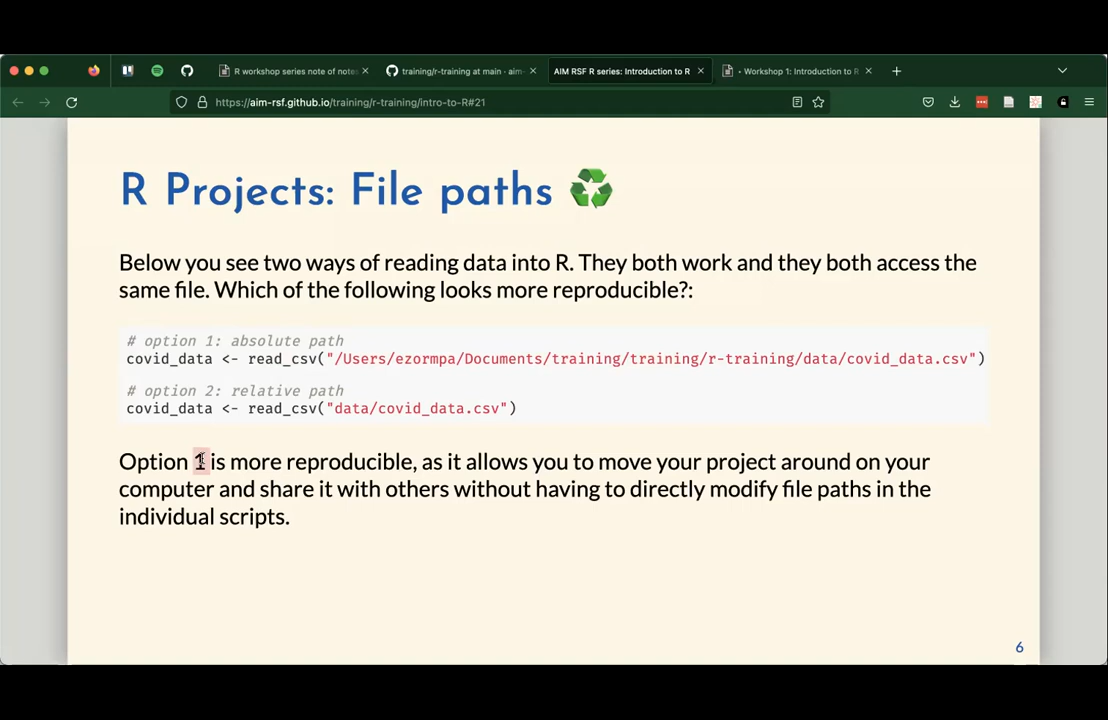 R workshop series note of note
training/r-training at main · aim-
AIM RSF R series: Introduction to R
• Workshop 1: Introduction to R
https://aim-rsf.github.io/training/r-training/intro-to-R#21
R Projects: File paths ♻️
Below you see two ways of reading data into R. They both work and they both access the
same file. Which of the following looks more reproducible?:
# option 1: absolute path
covid_data <- read_csv("/Users/ezormpa/Documents/training/training/r-training/data/covid_data.csv")
# option 2: relative path
covid_data <- read_csv("data/covid_data.csv")
Option 1 is more reproducible, as it allows you to move your project around on your
computer and share it with others without having to directly modify file paths in the
individual scripts.
6